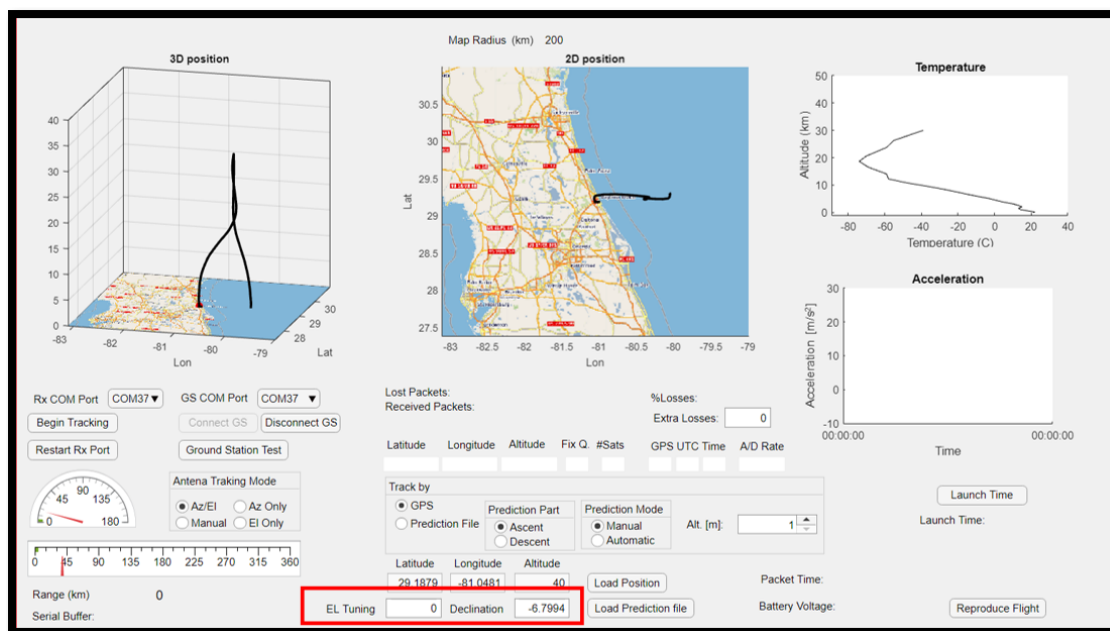 Map Radius (km) 200
3D position
40
35
30
25
20
15
10
5
0
-83
-82
-81
-80
-79
Lon
28
29
30
Lat
2D position
30.5
30
29.5
29
28.5
28
27.5
Lat
-83 -82.5 -82 -81.5 -81 -80.5 -80 -79.5 -79
Lon
Temperature
50
40
30
20
10
0
Altitude (km)
-80 -60 -40 -20 0 20 40
Temperature (C)
Acceleration
30
20
10
0
-10
Acceleration [m/s²]
00:00:00 00:00:00
Time
Rx COM Port COM37 GS COM Port COM37
Begin Tracking Connect GS Disconnect GS
Restart Rx Port Ground Station Test
0 45 90 135 180
Antena Traking Mode
Az/El Az Only
Manual El Only
0 45 90 135 180 225 270 315 360
Range (km) 0
Serial Buffer:
Lost Packets:
Received Packets:
%Losses:
Extra Losses: 0
Latitude Longitude Altitude Fix Q. #Sats GPS UTC Time A/D Rate
Track by
GPS
Prediction File
Prediction Part
Ascent
Descent
Prediction Mode
Manual
Automatic
Alt. [m]: 1
Latitude Longitude Altitude
29.1879 -81.0481 40 Load Position
EL Tuning 0 Declination -6.7994 Load Prediction file
Launch Time
Launch Time:
Packet Time:
Battery Voltage:
Reproduce Flight